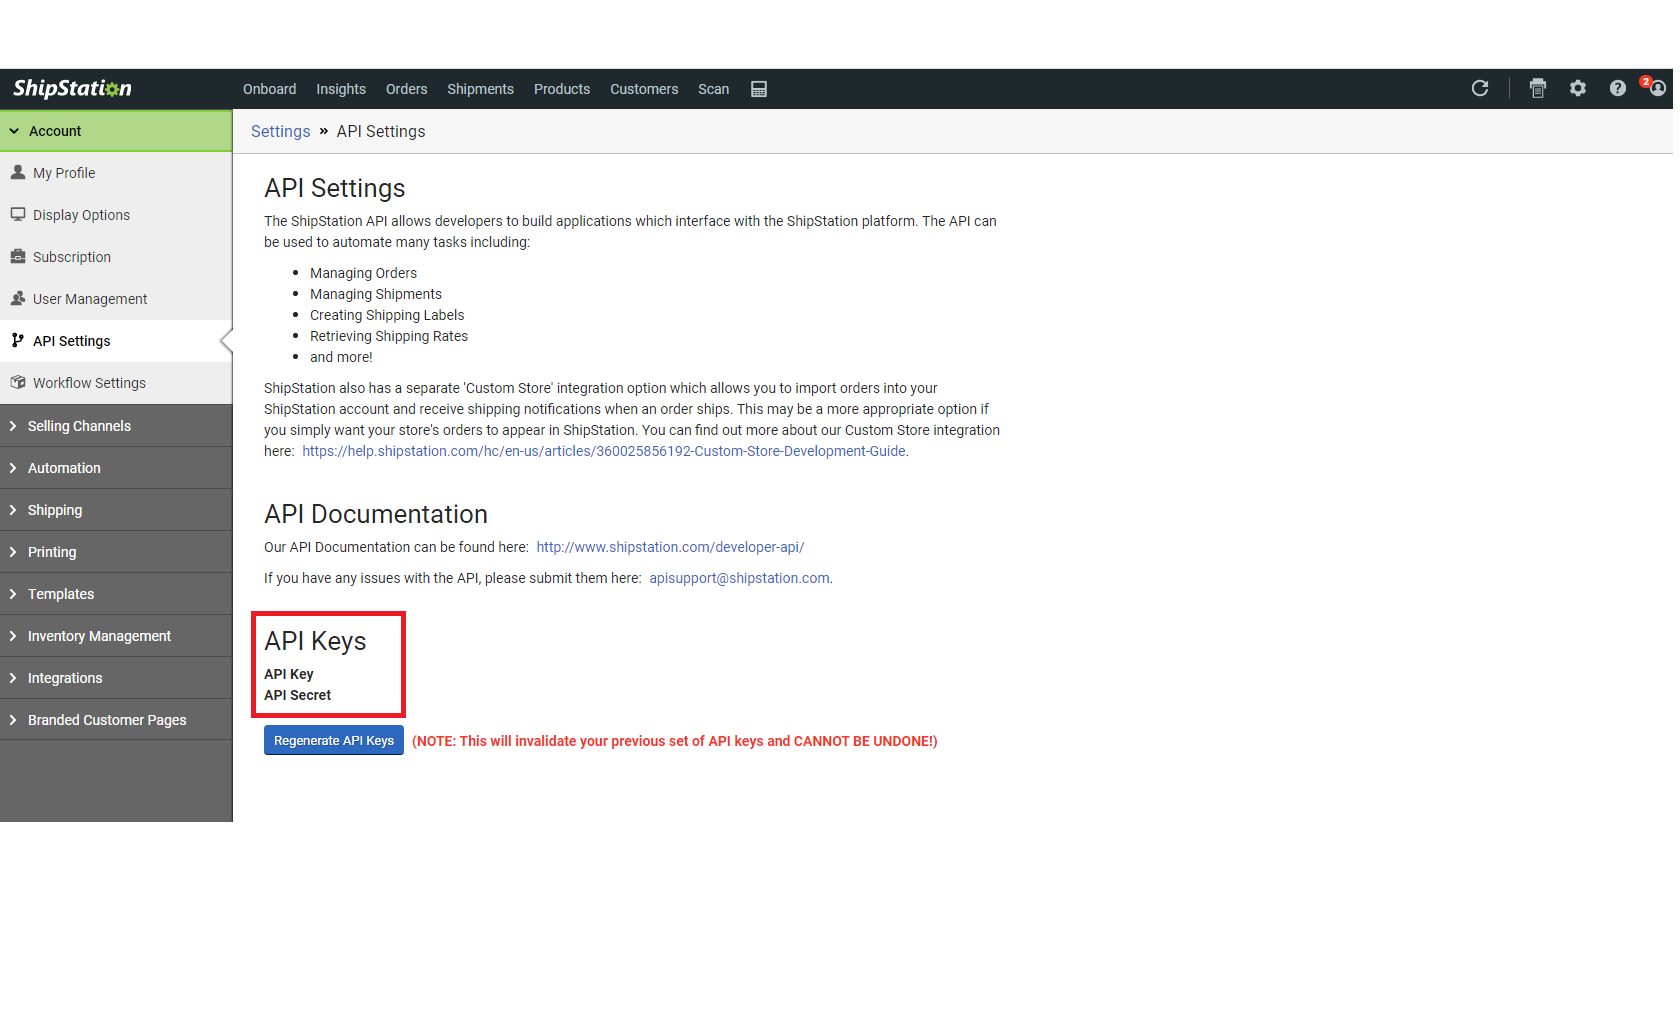 ShipStation
Onboard Insights Orders Shipments Products Customers Scan
2
Account
My Profile
Display Options
Subscription
User Management
API Settings
Workflow Settings
Selling Channels
Automation
Shipping
Printing
Templates
Inventory Management
Integrations
Branded Customer Pages
Settings » API Settings
API Settings
The ShipStation API allows developers to build applications which interface with the ShipStation platform. The API can
be used to automate many tasks including:
• Managing Orders
• Managing Shipments
• Creating Shipping Labels
• Retrieving Shipping Rates
• and more!
ShipStation also has a separate 'Custom Store' integration option which allows you to import orders into your
ShipStation account and receive shipping notifications when an order ships. This may be a more appropriate option if
you simply want your store's orders to appear in ShipStation. You can find out more about our Custom Store integration
here: https://help.shipstation.com/hc/en-us/articles/360025856192-Custom-Store-Development-Guide.
API Documentation
Our API Documentation can be found here: http://www.shipstation.com/developer-api/
If you have any issues with the API, please submit them here: apisupport@shipstation.com.
API Keys
API Key
API Secret
Regenerate API Keys (NOTE: This will invalidate your previous set of API keys and CANNOT BE UNDONE!)